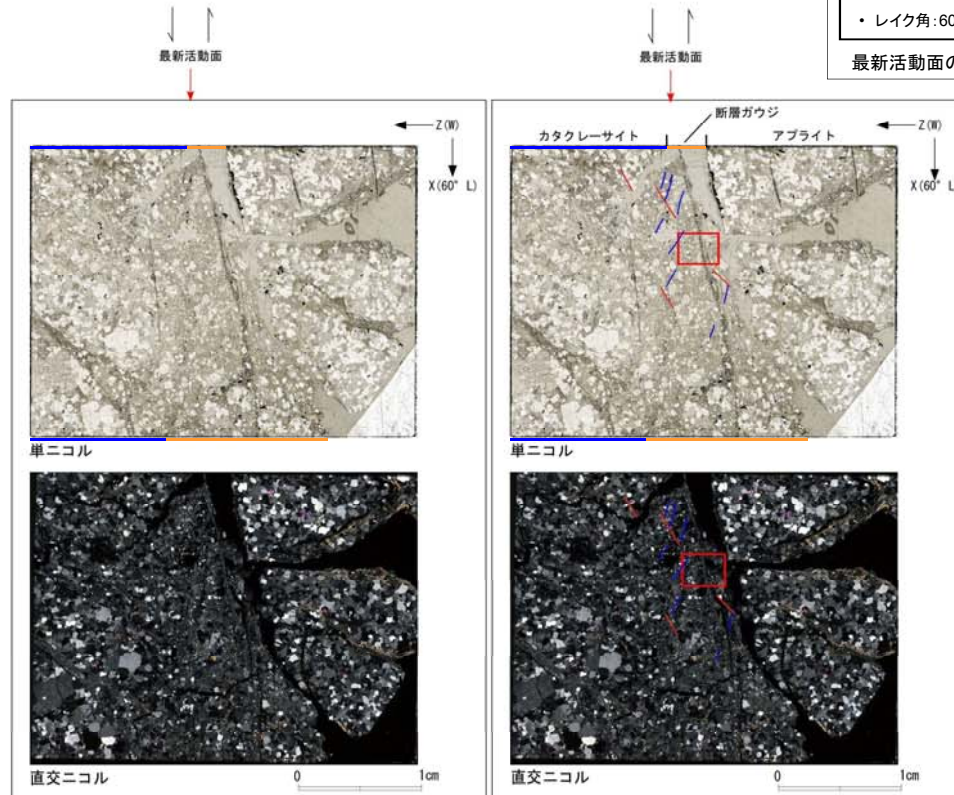 • レイク角:60
最新活動面の
最新活動面
最新活動面
Z(W)
X(60° L)
カタクレーサイト
断層ガウジ
アプライト
Z(W)
X(60° L)
単ニコル
単ニコル
直交ニコル
0 1cm
直交ニコル
0 1cm